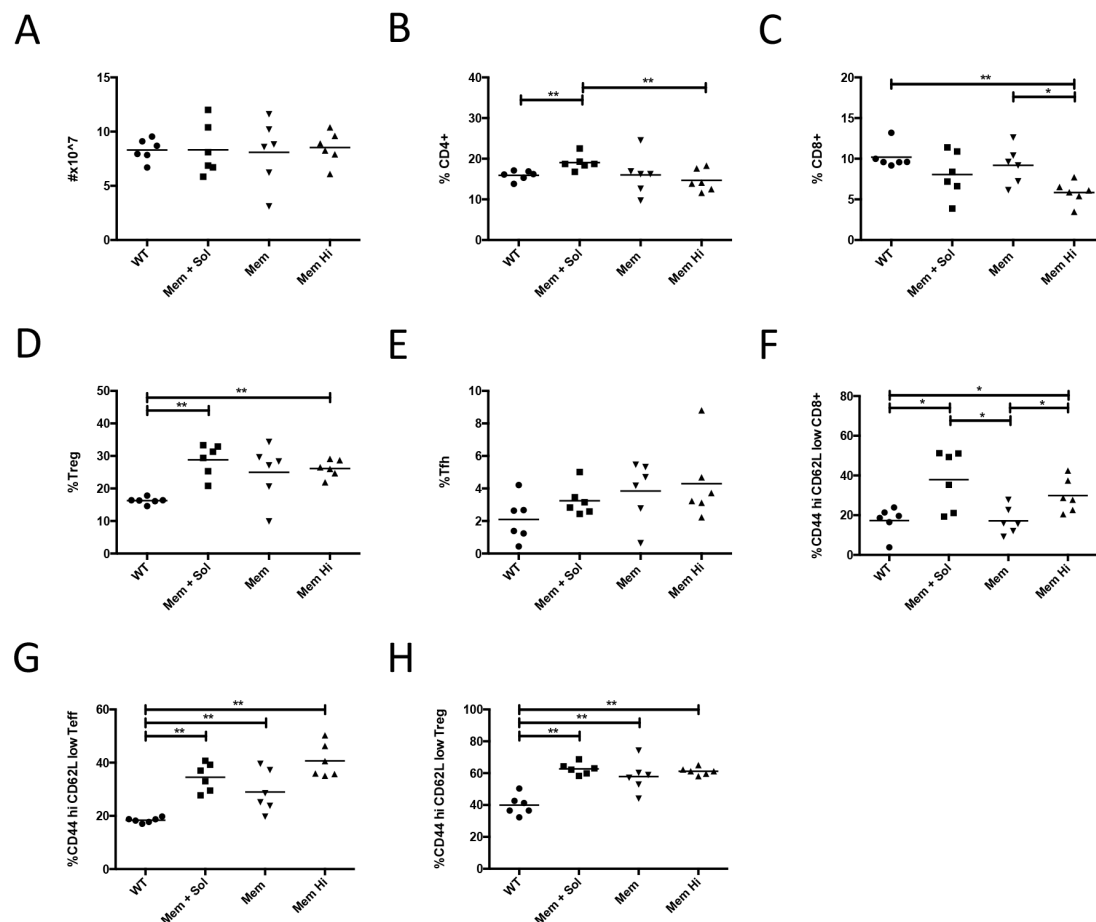 A
B
C
#x10^7
15
10
5
0
WT
Mem + Sol
Mem
Mem Hi
% CD4+
40
30
20
10
0
**
**
WT
Mem + Sol
Mem
Mem Hi
% CD8+
20
15
10
5
0
**
*
WT
Mem + Sol
Mem
Mem Hi
D
E
F
%Treg
50
40
30
20
10
0
**
**
WT
Mem + Sol
Mem
Mem Hi
%Tfh
10
8
6
4
2
0
WT
Mem + Sol
Mem
Mem Hi
%CD44 hi CD62L low CD8+
80
60
40
20
0
*
*
*
*
WT
Mem + Sol
Mem
Mem Hi
G
H
%CD44 hi CD62L low Teff
60
40
20
0
**
**
**
WT
Mem + Sol
Mem
Mem Hi
%CD44 hi CD62L low Treg
100
80
60
40
20
0
**
**
**
WT
Mem + Sol
Mem
Mem Hi